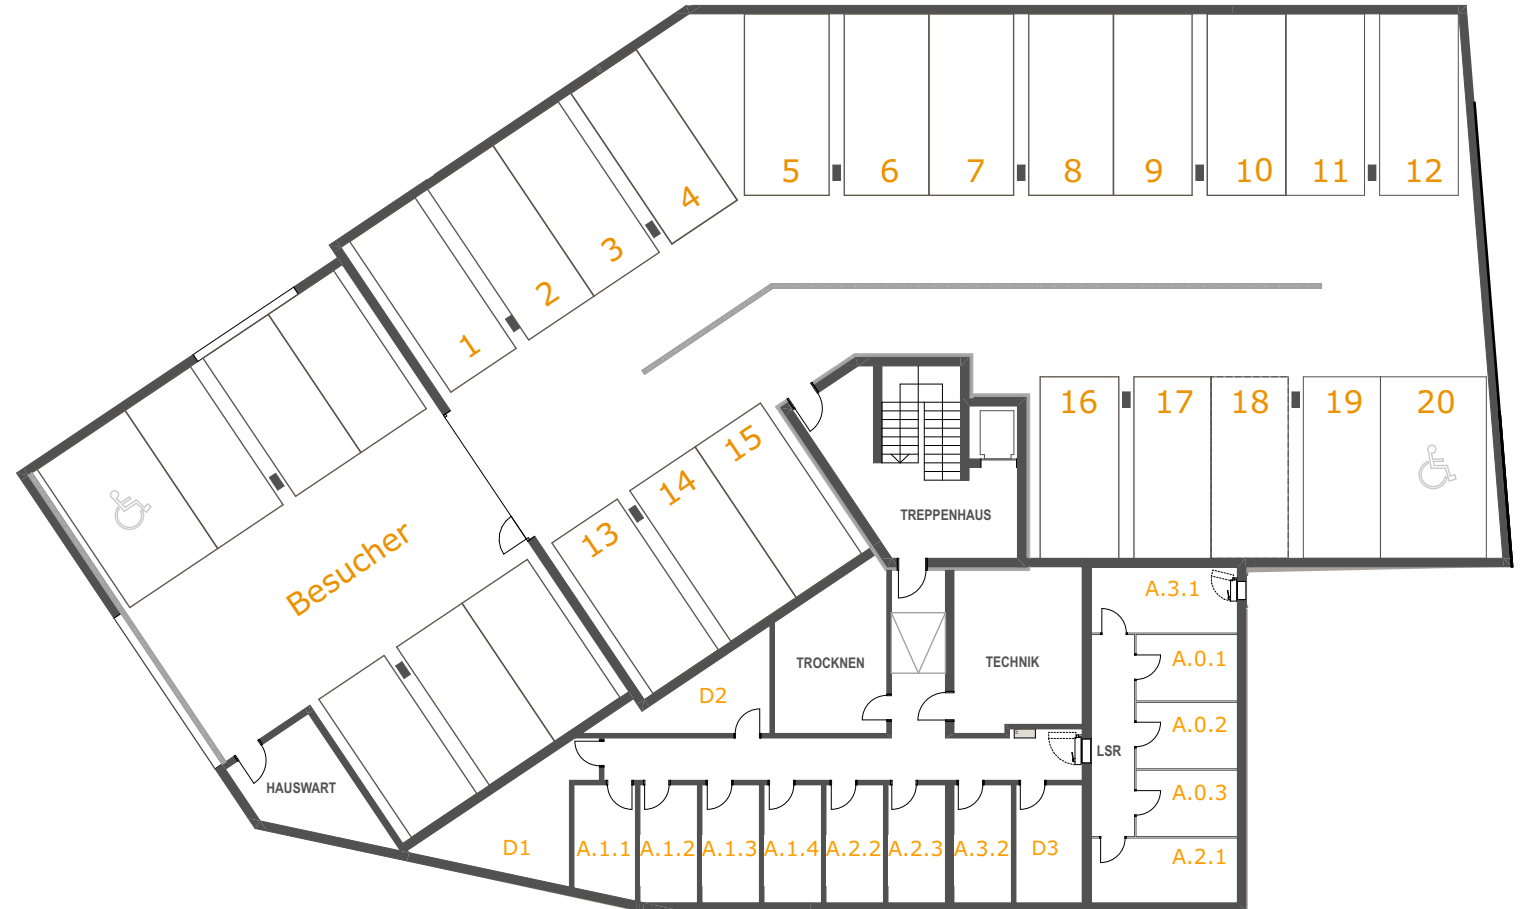 5 6 7 8 9 10 11 12
4
3
2
1
16 17 18 19 20
15
14
13
TREPPENHAUS
Besucher
A.3.1
TROCKNEN
TECHNIK
A.0.1
D2
A.0.2
LSR
HAUSWART
A.0.3
D1 A.1.1 A.1.2 A.1.3 A.1.4 A.2.2 A.2.3 A.3.2 D3
A.2.1